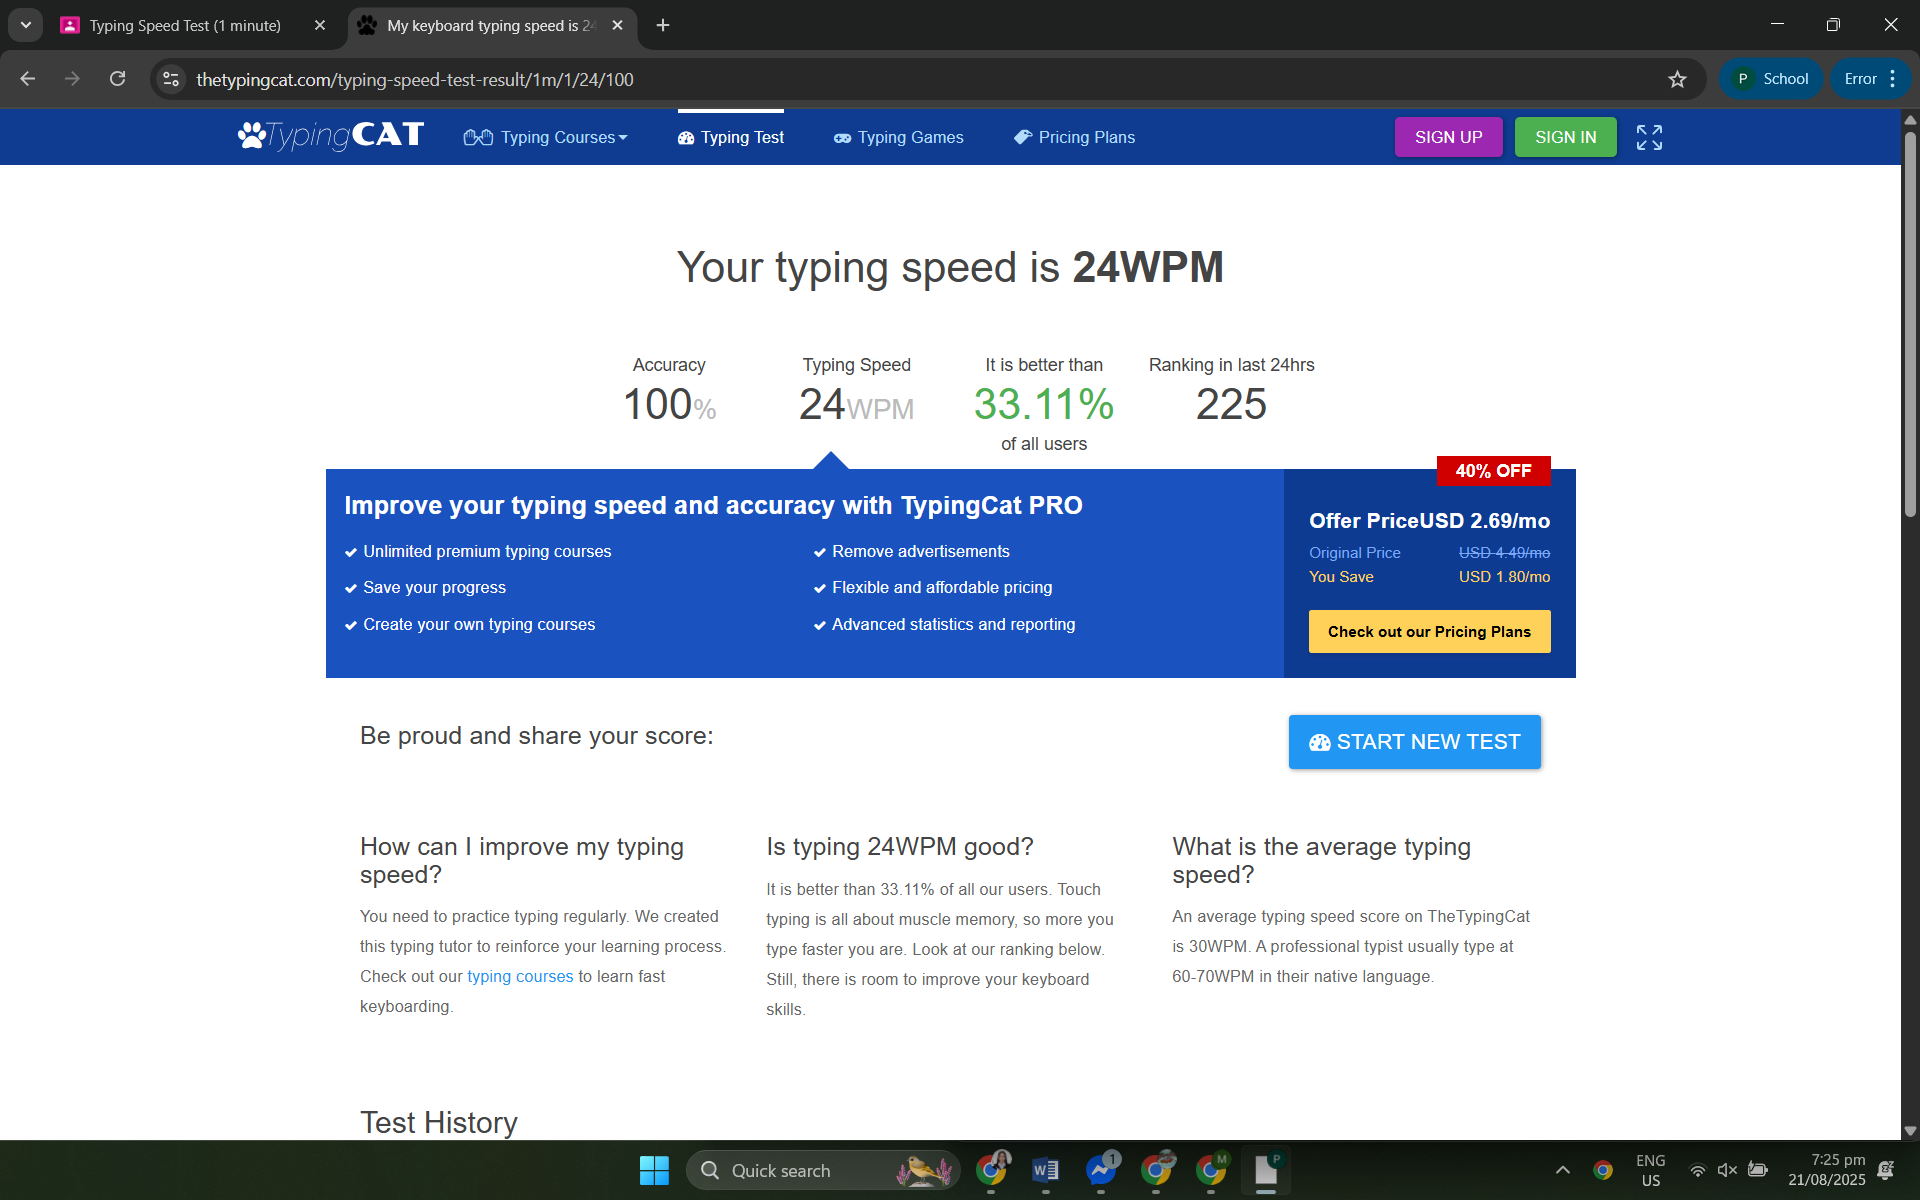 Typing Speed Test (1 minute)
My keyboard typing speed is 24
thetypingcat.com/typing-speed-test-result/1m/1/24/100
P School
Error
TypingCAT
Typing Courses
Typing Test
Typing Games
Pricing Plans
SIGN UP
SIGN IN
Your typing speed is 24WPM
Accuracy
100%
Typing Speed
24WPM
It is better than
33.11%
of all users
Ranking in last 24hrs
225
Improve your typing speed and accuracy with TypingCat PRO
Unlimited premium typing courses
Save your progress
Create your own typing courses
Remove advertisements
Flexible and affordable pricing
Advanced statistics and reporting
40% OFF
Offer PriceUSD 2.69/mo
Original Price USD 4.49/mo
You Save USD 1.80/mo
Check out our Pricing Plans
Be proud and share your score:
START NEW TEST
How can I improve my typing
speed?
You need to practice typing regularly. We created
this typing tutor to reinforce your learning process.
Check out our typing courses to learn fast
keyboarding.
Is typing 24WPM good?
It is better than 33.11% of all our users. Touch
typing is all about muscle memory, so more you
type faster you are. Look at our ranking below.
Still, there is room to improve your keyboard
skills.
What is the average typing
speed?
An average typing speed score on TheTypingCat
is 30WPM. A professional typist usually type at
60-70WPM in their native language.
Test History
Quick search
W
1
M
P
ENG
US
7:25 pm
21/08/2025